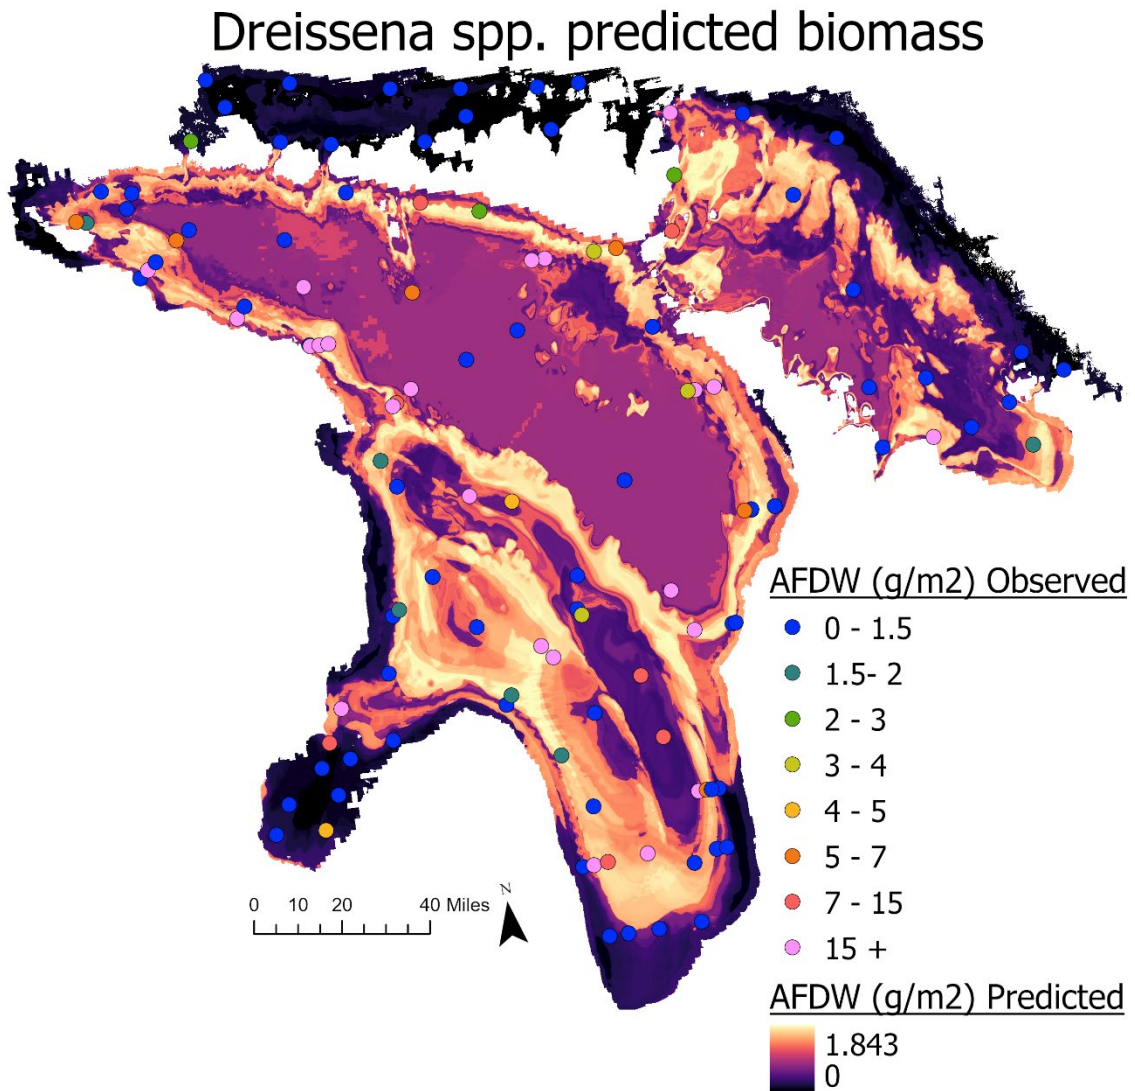 Dreissena spp. predicted biomass
AFDW (g/m2) Observed
0 - 1.5
1.5- 2
2 - 3
3 - 4
4 - 5
5 - 7
7 - 15
15 +
AFDW (g/m2) Predicted
1.843
0
N
0 10 20 40 Miles